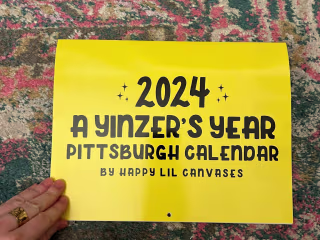 2024
A YINZER'S YEAR
PITTSBURGH CALENDAR
BY HAPPY LIL CANVASES